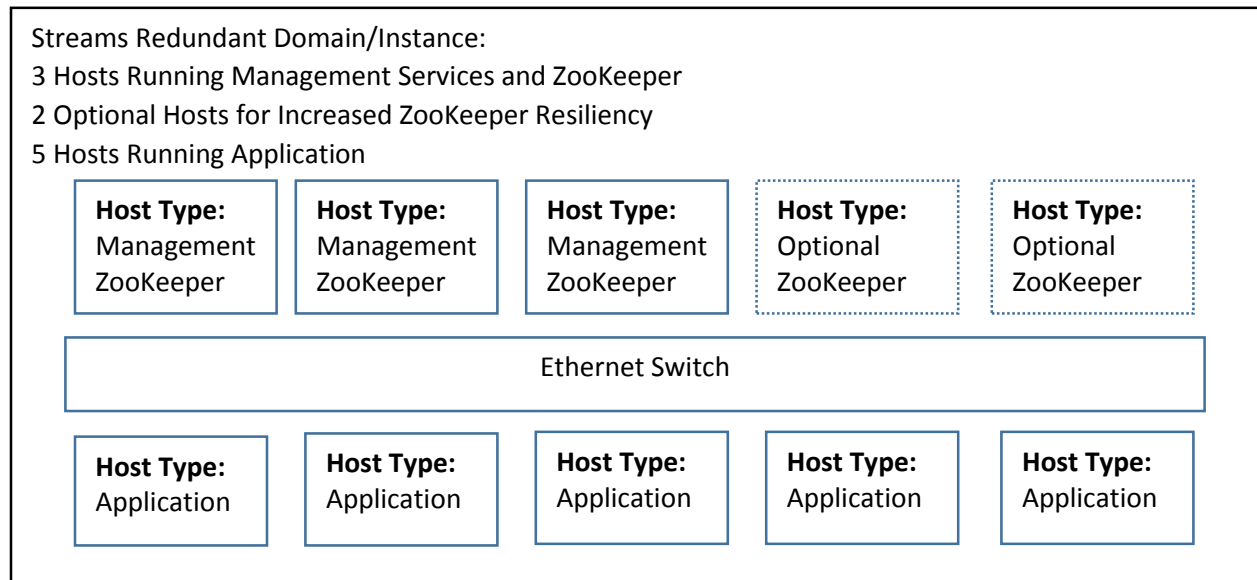 Streams Redundant Domain/Instance:
3 Hosts Running Management Services and ZooKeeper
2 Optional Hosts for Increased ZooKeeper Resiliency
5 Hosts Running Application
Host Type:
Management
ZooKeeper
Host Type:
Management
ZooKeeper
Host Type:
Management
ZooKeeper
Host Type:
Optional
ZooKeeper
Host Type:
Optional
ZooKeeper
Ethernet Switch
Host Type:
Application
Host Type:
Application
Host Type:
Application
Host Type:
Application
Host Type:
Application